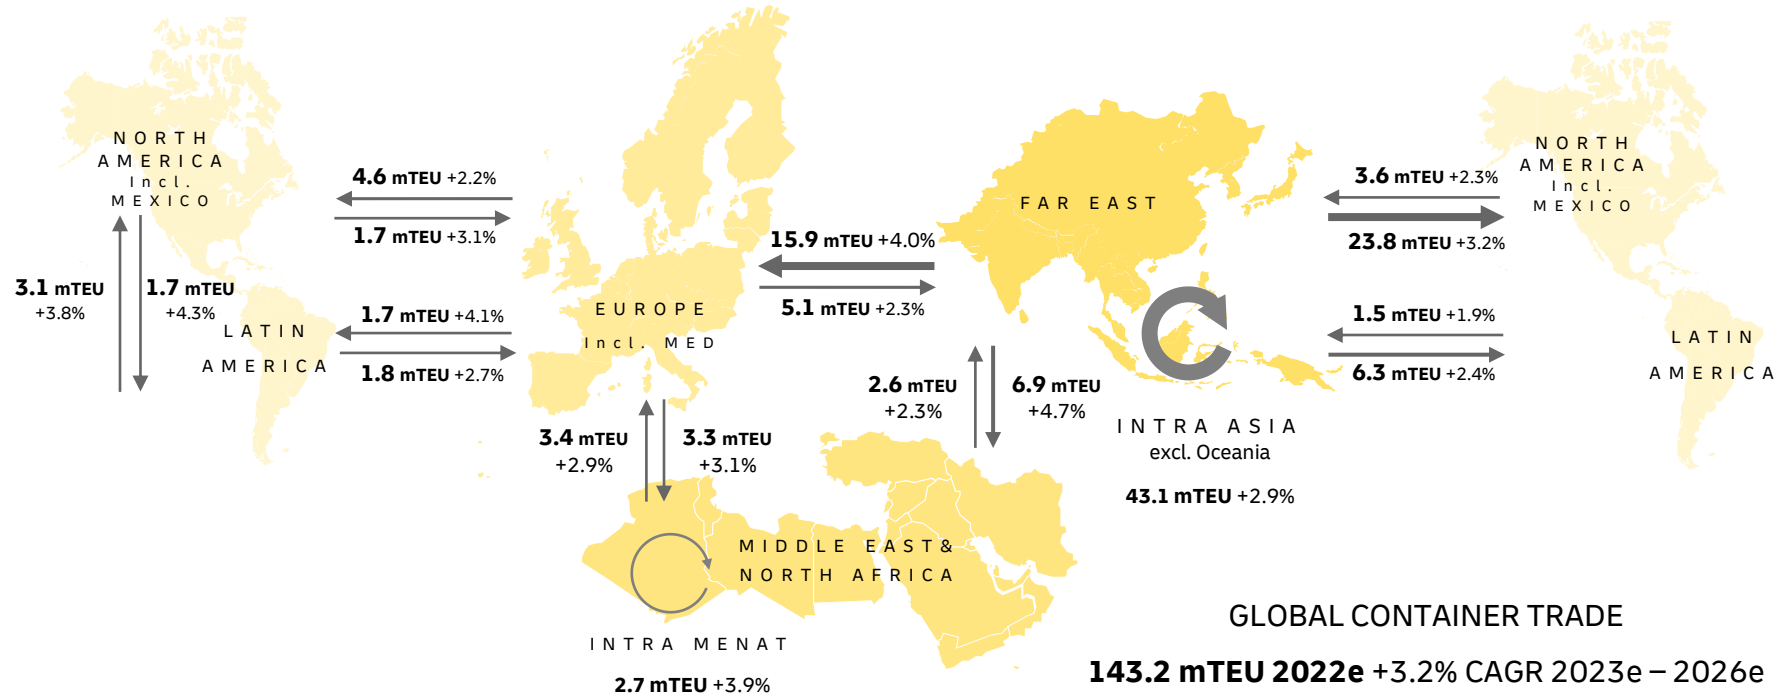 NORTH
AMERICA
Incl.
MEXICO
4.6 mTEU +2.2%
1.7 mTEU +3.1%
3.1 mTEU
+3.8%
1.7 mTEU
+4.3%
LATIN
AMERICA
1.7 mTEU +4.1%
1.8 mTEU +2.7%
EUROPE
Incl. MED
15.9 mTEU +4.0%
5.1 mTEU +2.3%
FAR EAST
3.6 mTEU +2.3%
23.8 mTEU +3.2%
NORTH
AMERICA
Incl.
MEXICO
1.5 mTEU +1.9%
6.3 mTEU +2.4%
LATIN
AMERICA
3.4 mTEU
+2.9%
3.3 mTEU
+3.1%
2.6 mTEU
+2.3%
6.9 mTEU
+4.7%
INTRA ASIA
excl. Oceania
43.1 mTEU +2.9%
MIDDLE EAST&
NORTH AFRICA
INTRA MENAT
2.7 mTEU +3.9%
GLOBAL CONTAINER TRADE
143.2 mTEU 2022e +3.2% CAGR 2023e – 2026e